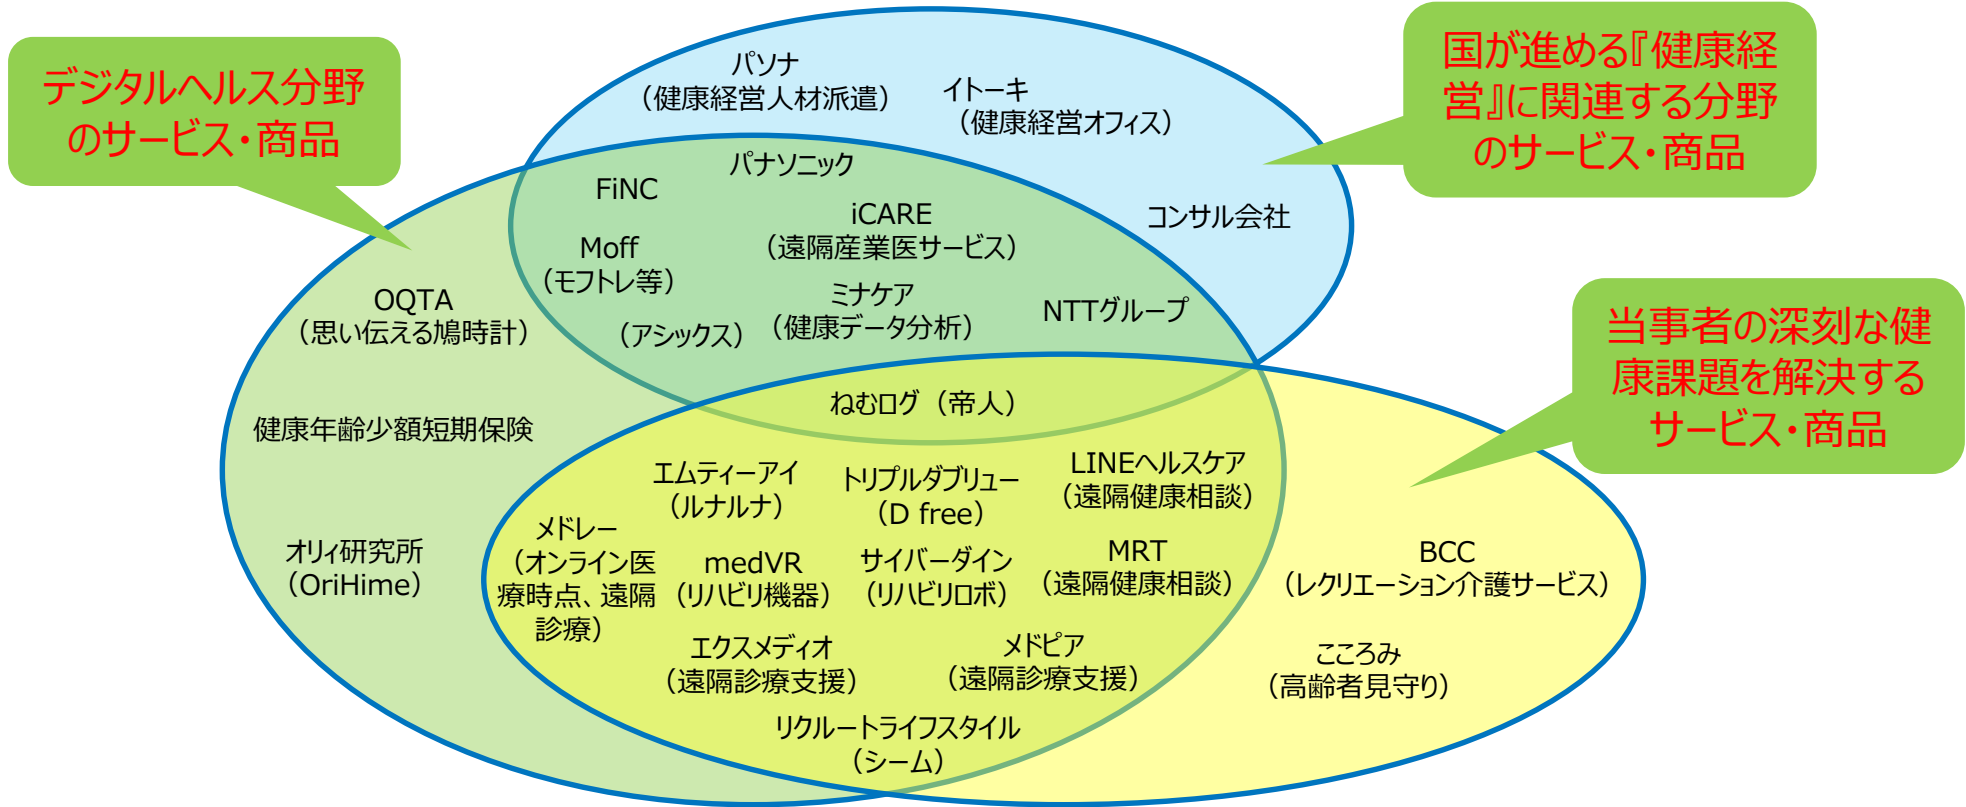 デジタルヘルス分野
のサービス・商品
国が進める『健康経
営』に関連する分野
のサービス・商品
当事者の深刻な健
康課題を解決する
サービス・商品
パソナ
（健康経営人材派遣）
イトーキ
（健康経営オフィス）
コンサル会社
パナソニック
FiNC
iCARE
（遠隔産業医サービス）
Moff
（モフトレ等）
ミナケア
（健康データ分析）
NTTグループ
（アシックス）
OQTA
（思い伝える鳩時計）
健康年齢少額短期保険
オリィ研究所
（OriHime）
ねむログ（帝人）
エムティーアイ
（ルナルナ）
トリプルダブリュー
（D free）
LINEヘルスケア
（遠隔健康相談）
メドレー
（オンライン医
療時点、遠隔
診療）
medVR
（リハビリ機器）
サイバーダイン
（リハビリロボ）
MRT
（遠隔健康相談）
エクスメディオ
（遠隔診療支援）
メドピア
（遠隔診療支援）
リクルートライフスタイル
（シーム）
BCC
（レクリエーション介護サービス）
こころみ
（高齢者見守り）